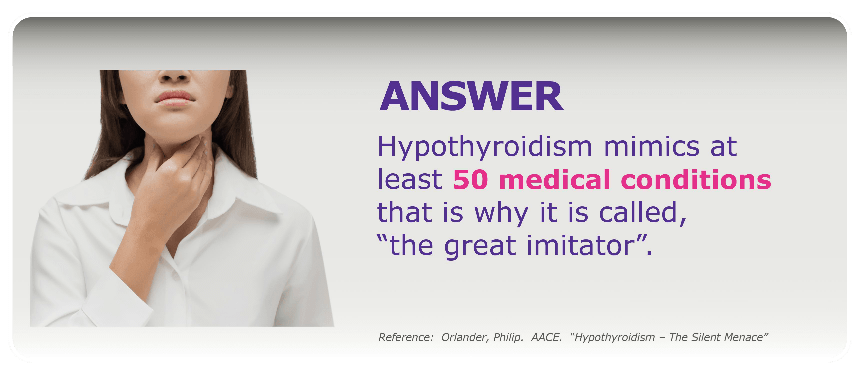 ANSWER
Hypothyroidism mimics at
least 50 medical conditions
that is why it is called,
“the great imitator”.
Reference:  Orlander, Philip.  AACE.  “Hypothyroidism – The Silent Menace”